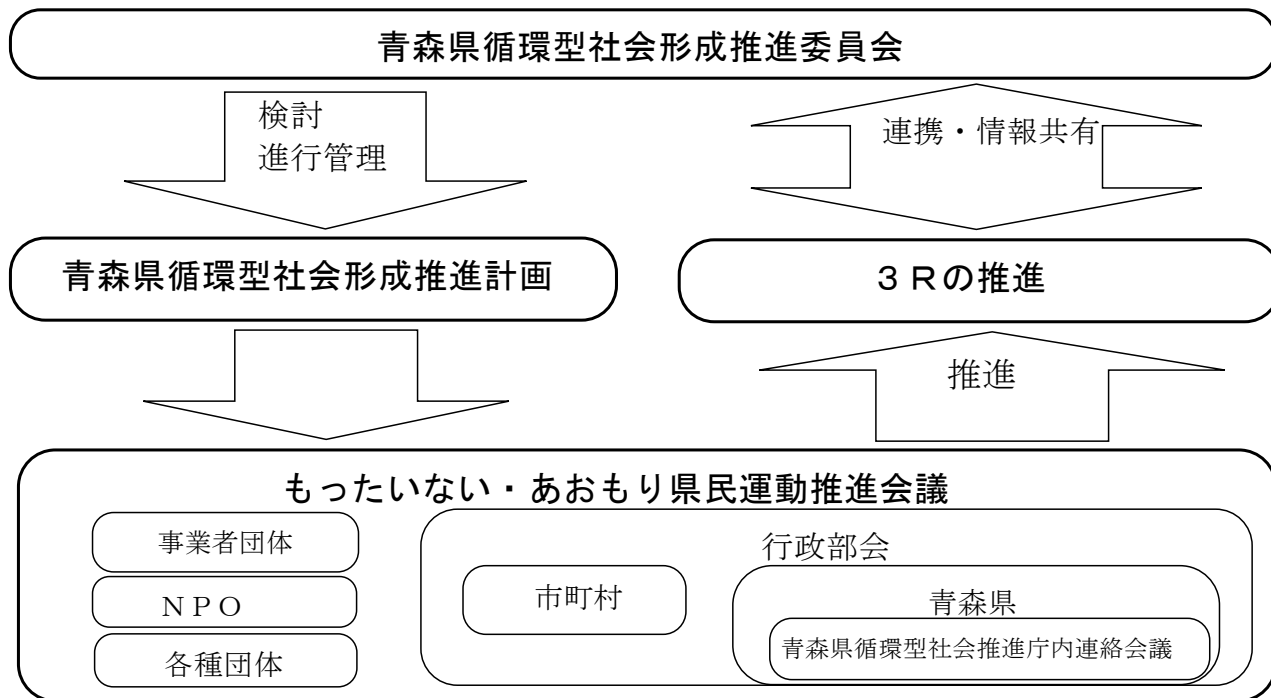 青森県循環型社会形成推進委員会
検討
進行管理
連携・情報共有
青森県循環型社会形成推進計画
３Ｒの推進
推進
もったいない・あおもり県民運動推進会議
事業者団体
ＮＰＯ
各種団体
行政部会
市町村
青森県
青森県循環型社会推進庁内連絡会議